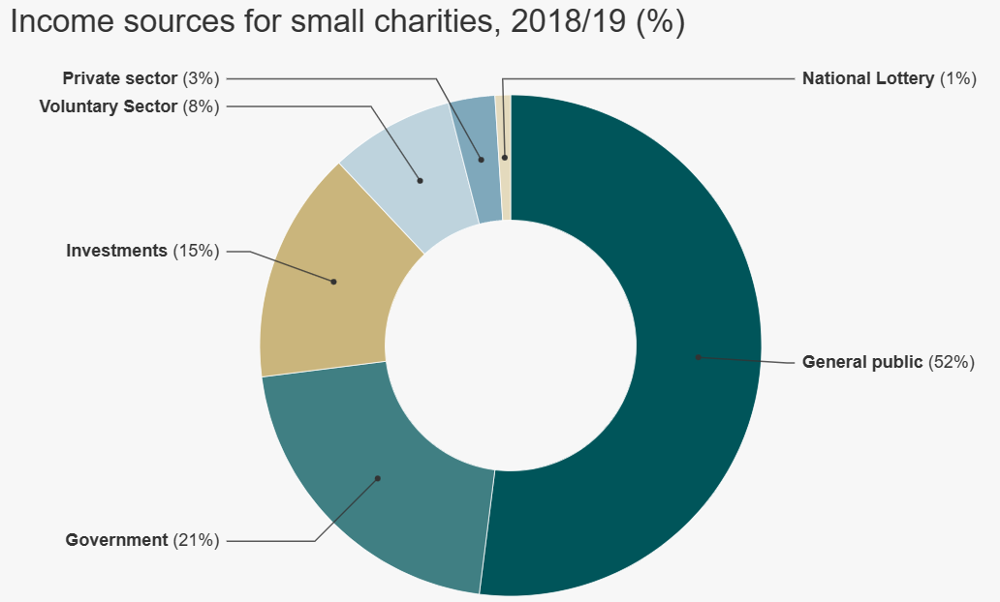 Income sources for small charities, 2018/19 (%)
Private sector (3%)
National Lottery (1%)
Voluntary Sector (8%)
Investments (15%)
General public (52%)
Government (21%)